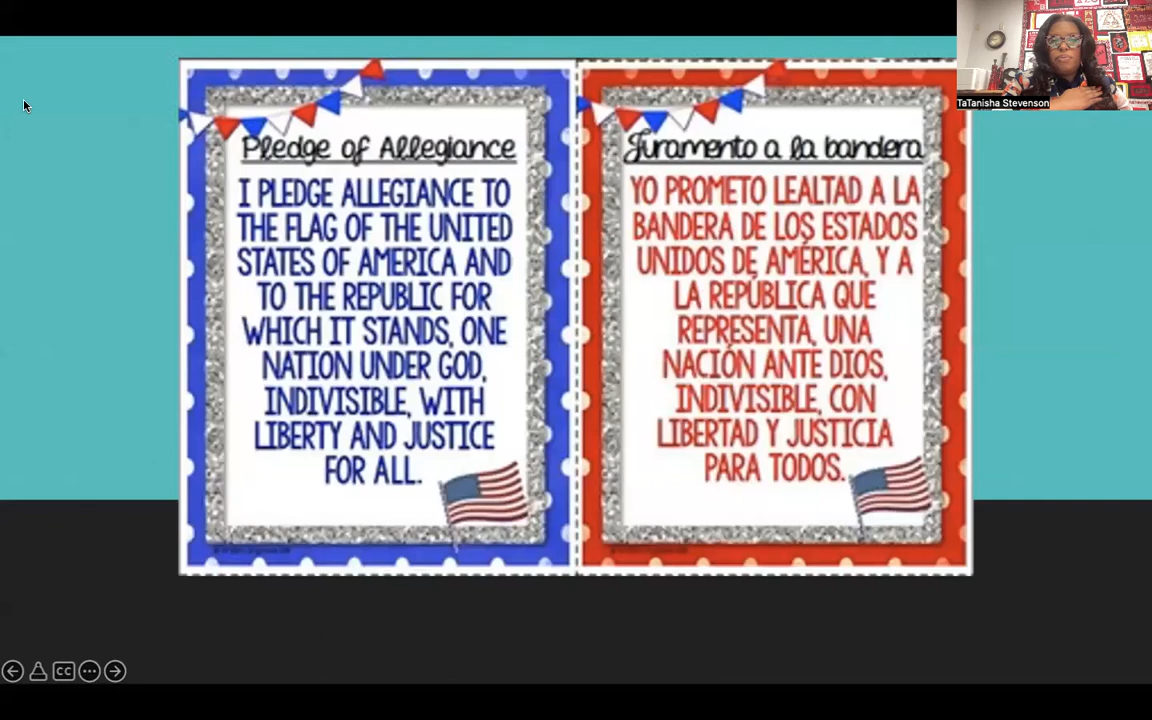 TaTanisha Stevenson
Pledge of Allegiance
I PLEDGE ALLEGIANCE TO
THE FLAG OF THE UNITED
STATES OF AMERICA AND
TO THE REPUBLIC FOR
WHICH IT STANDS, ONE
NATION UNDER GOD,
INDIVISIBLE, WITH
LIBERTY AND JUSTICE
FOR ALL.
Juramento a la bandera
YO PROMETO LEALTAD A LA
BANDERA DE LOS ESTADOS
UNIDOS DE AMÉRICA, Y A
LA REPÚBLICA QUE
REPRESENTA, UNA
NACIÓN ANTE DIOS,
INDIVISIBLE, CON
LIBERTAD Y JUSTICIA
PARA TODOS.
CC